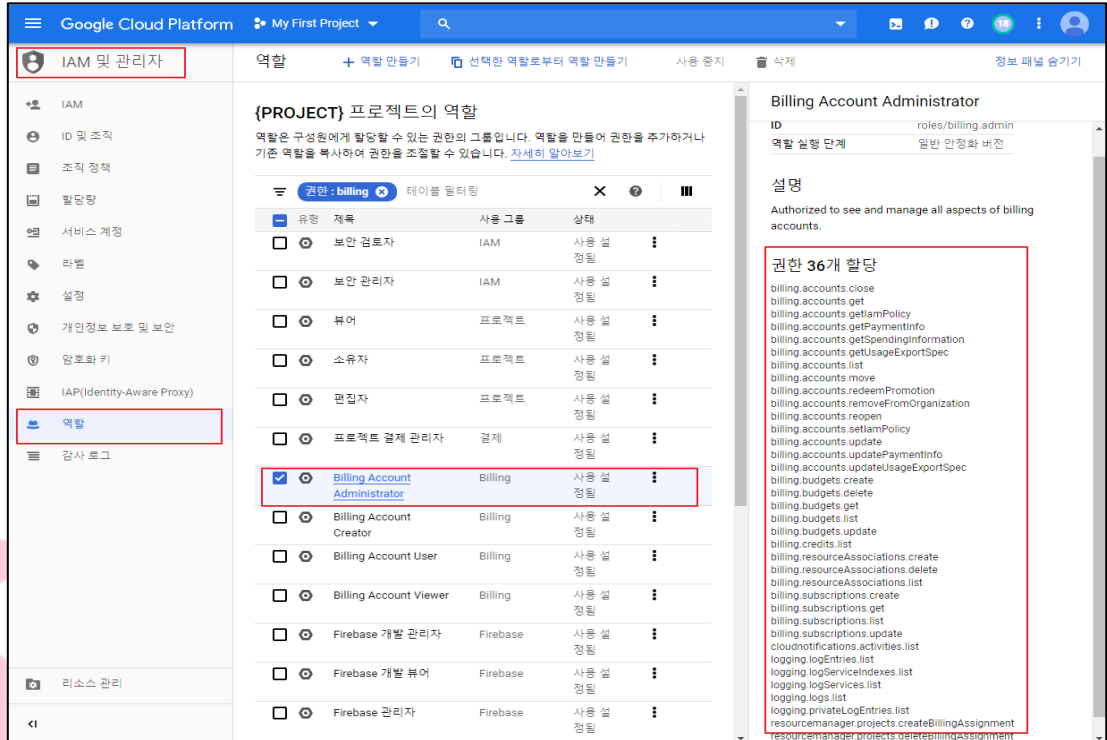 Google Cloud Platform
My First Project
18
IAM 및 관리자
역할
역할 만들기
선택한 역할로부터 역할 만들기
사용 중지
삭제
정보 패널 숨기기
IAM
ID 및 조직
조직 정책
할당량
서비스 계정
라벨
설정
개인정보 보호 및 보안
암호화 키
IAP(Identity-Aware Proxy)
역할
감사 로그
리소스 관리
{PROJECT} 프로젝트의 역할
역할은 구성원에게 할당할 수 있는 권한의 그룹입니다. 역할을 만들어 권한을 추가하거나
기존 역할을 복사하여 권한을 조절할 수 있습니다. 자세히 알아보기
권한 : billing 테이블 필터링
유형 제목 사용 그룹 상태
보안 검토자 IAM 사용 설
정됨
보안 관리자 IAM 사용 설
정됨
뷰어 프로젝트 사용 설
정됨
소유자 프로젝트 사용 설
정됨
편집자 프로젝트 사용 설
정됨
프로젝트 결제 관리자 결제 사용 설
정됨
Billing Account Billing 사용 설
Administrator 정됨
Billing Account Billing 사용 설
Creator 정됨
Billing Account User Billing 사용 설
정됨
Billing Account Viewer Billing 사용 설
정됨
Firebase 개발 관리자 Firebase 사용 설
정됨
Firebase 개발 뷰어 Firebase 사용 설
정됨
Firebase 관리자 Firebase 사용 설
정됨
Billing Account Administrator
ID roles/billing.admin
역할 실행 단계 일반 안정화 버전
설명
Authorized to see and manage all aspects of billing
accounts.
권한 36개 할당
billing.accounts.close
billing.accounts.get
billing.accounts.getIamPolicy
billing.accounts.getPaymentInfo
billing.accounts.getSpendingInformation
billing.accounts.getUsageExportSpec
billing.accounts.list
billing.accounts.move
billing.accounts.redeemPromotion
billing.accounts.removeFromOrganization
billing.accounts.reopen
billing.accounts.setIamPolicy
billing.accounts.update
billing.accounts.updatePaymentInfo
billing.accounts.updateUsageExportSpec
billing.budgets.create
billing.budgets.delete
billing.budgets.get
billing.budgets.list
billing.budgets.update
billing.credits.list
billing.resourceAssociations.create
billing.resourceAssociations.delete
billing.resourceAssociations.list
billing.subscriptions.create
billing.subscriptions.get
billing.subscriptions.list
billing.subscriptions.update
cloudnotifications.activities.list
logging.logEntries.list
logging.logServiceIndexes.list
logging.logServices.list
logging.logs.list
logging.privateLogEntries.list
resourcemanager.projects.createBillingAssignment
resourcemanager.projects.deleteBillingAssignment